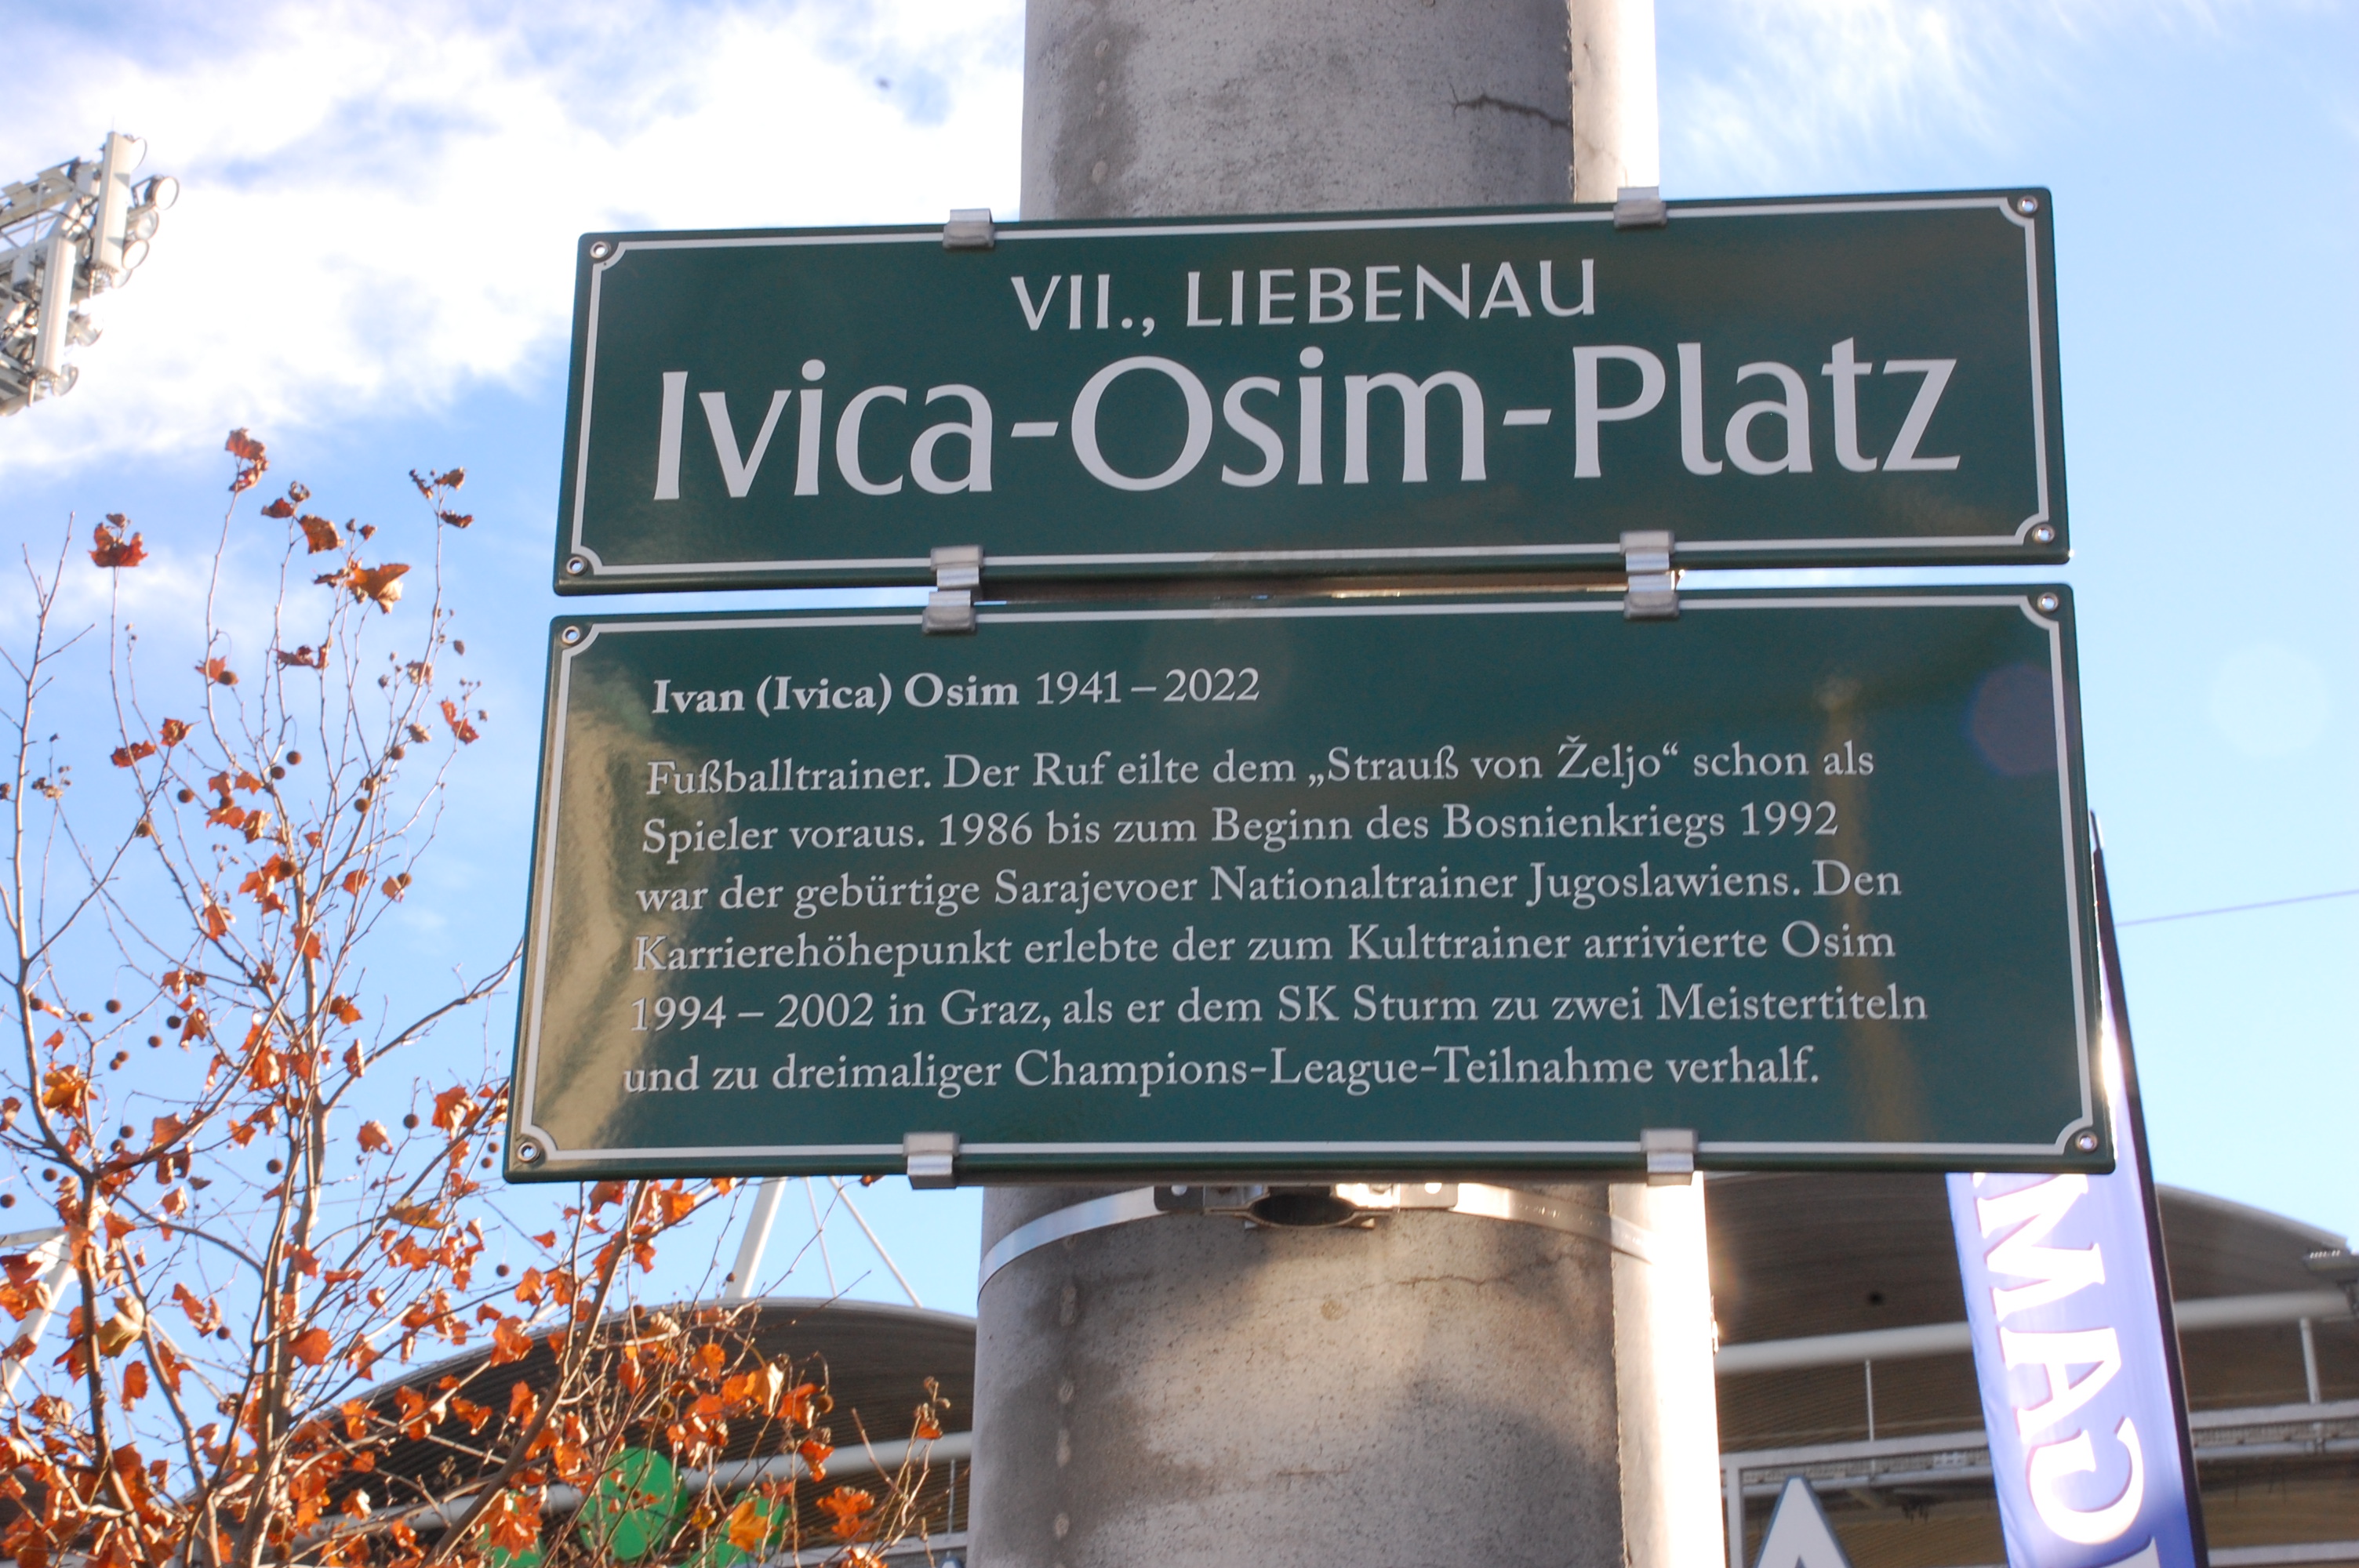 VII., LIEBENAU
Ivica-Osim-Platz
Ivan (Ivica) Osim 1941 – 2022
Fußballtrainer. Der Ruf eilte dem „Strauß von Željo“ schon als
Spieler voraus. 1986 bis zum Beginn des Bosnienkriegs 1992
war der gebürtige Sarajevoer Nationaltrainer Jugoslawiens. Den
Karrierehöhepunkt erlebte der zum Kulttrainer arrivierte Osim
1994 – 2002 in Graz, als er dem SK Sturm zu zwei Meistertiteln
und zu dreimaliger Champions-League-Teilnahme verhalf.